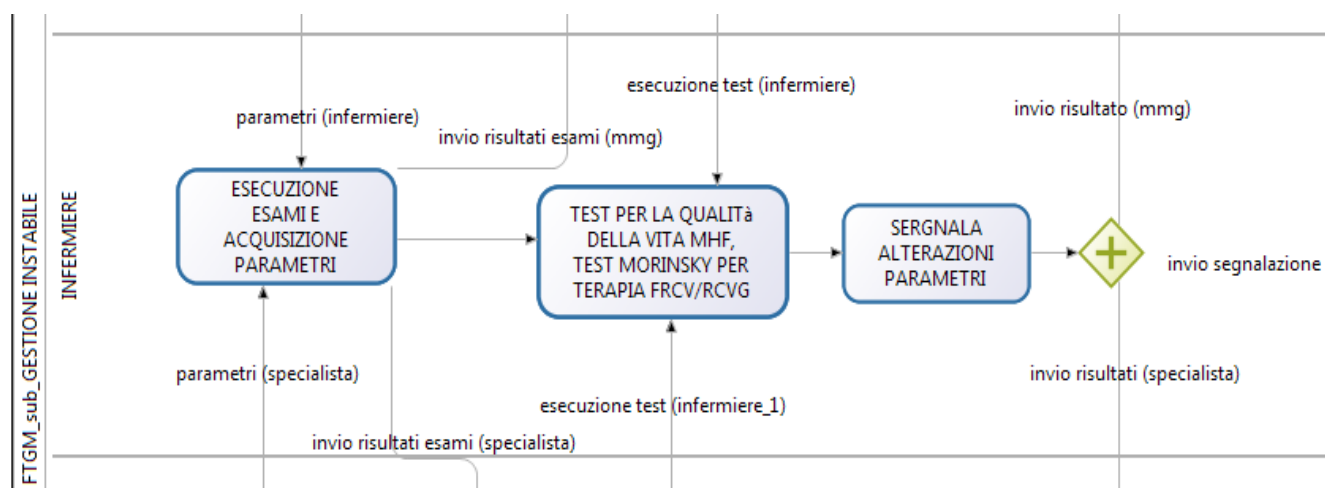 FTGM_sub_GESTIONE INSTABILE
INFERMIERE
esecuzione test (infermiere)
parametri (infermiere)
invio risultato (mmg)
invio risultati esami (mmg)
ESECUZIONE
ESAMI E
ACQUISIZIONE
PARAMETRI
TEST PER LA QUALITà
DELLA VITA MHF,
TEST MORINSKY PER
TERAPIA FRCV/RCVG
SERGNALA
ALTERAZIONI
PARAMETRI
invio segnalazione
parametri (specialista)
invio risultati (specialista)
esecuzione test (infermiere_1)
invio risultati esami (specialista)